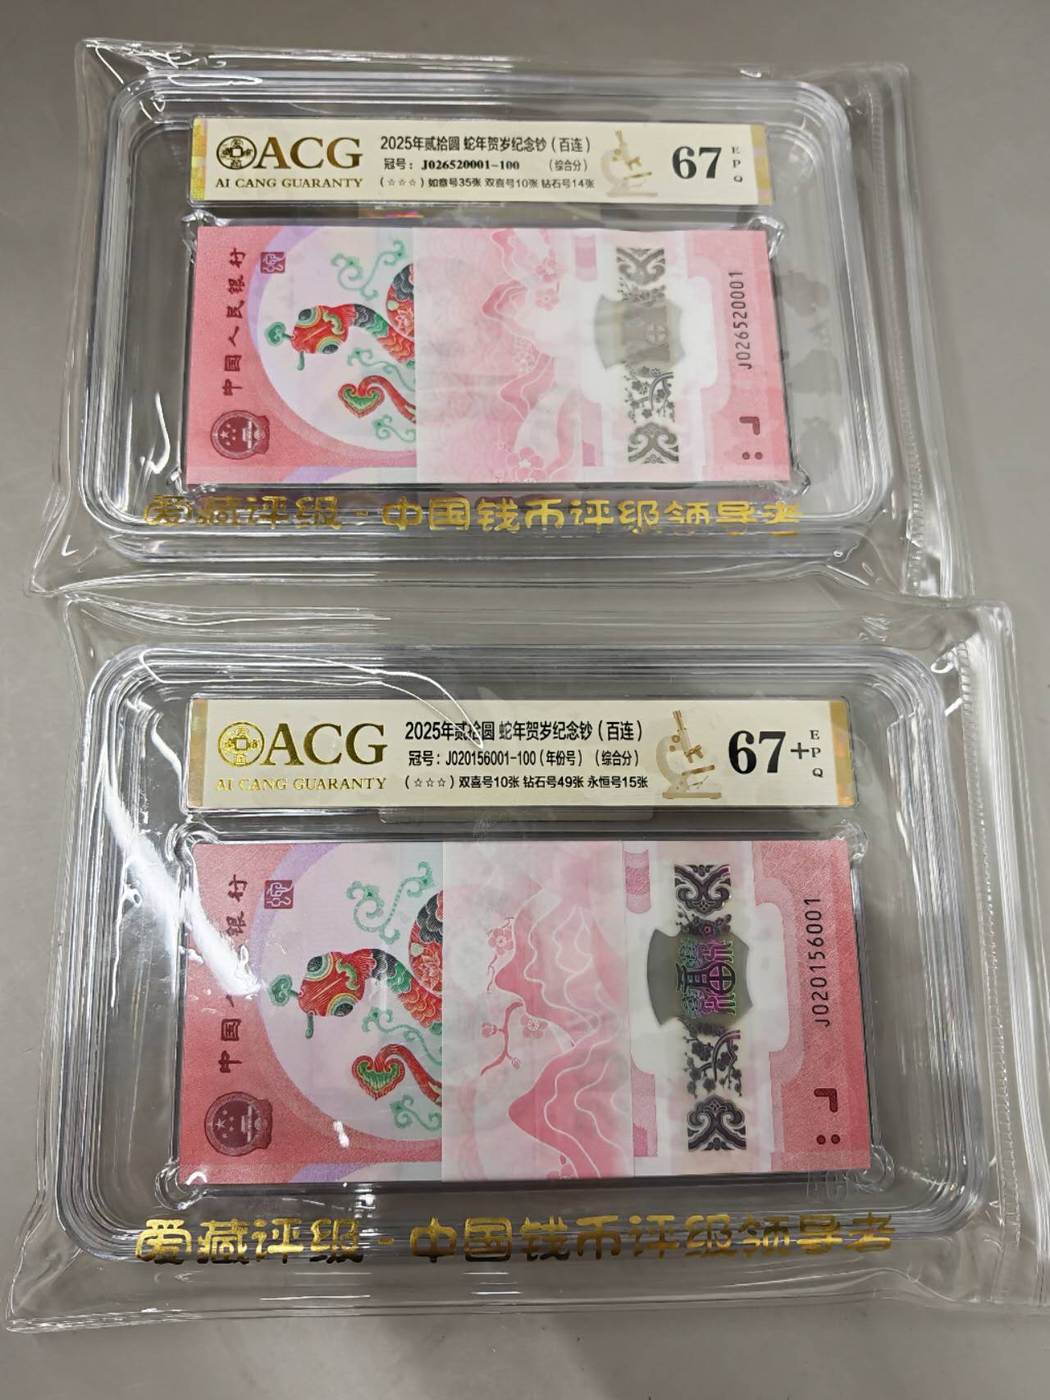 ACG
AI CANG GUARANTY
2025年贰拾圆 蛇年贺岁纪念钞（百连）
冠号：J026520001-100 （综合分）
（☆☆☆）如意号35张 双喜号10张 钻石号14张
67
EPQ
中国人民银行
J026520001
爱藏评级·中国钱币评级领导者
ACG
AI CANG GUARANTY
2025年贰拾圆 蛇年贺岁纪念钞（百连）
冠号：J020156001-100（年份号）（综合分）
（☆☆☆）双喜号10张 钻石号49张 永恒号15张
67+
EPQ
中国人 银行
福
J020156001
爱藏评级·中国钱币评级领导者